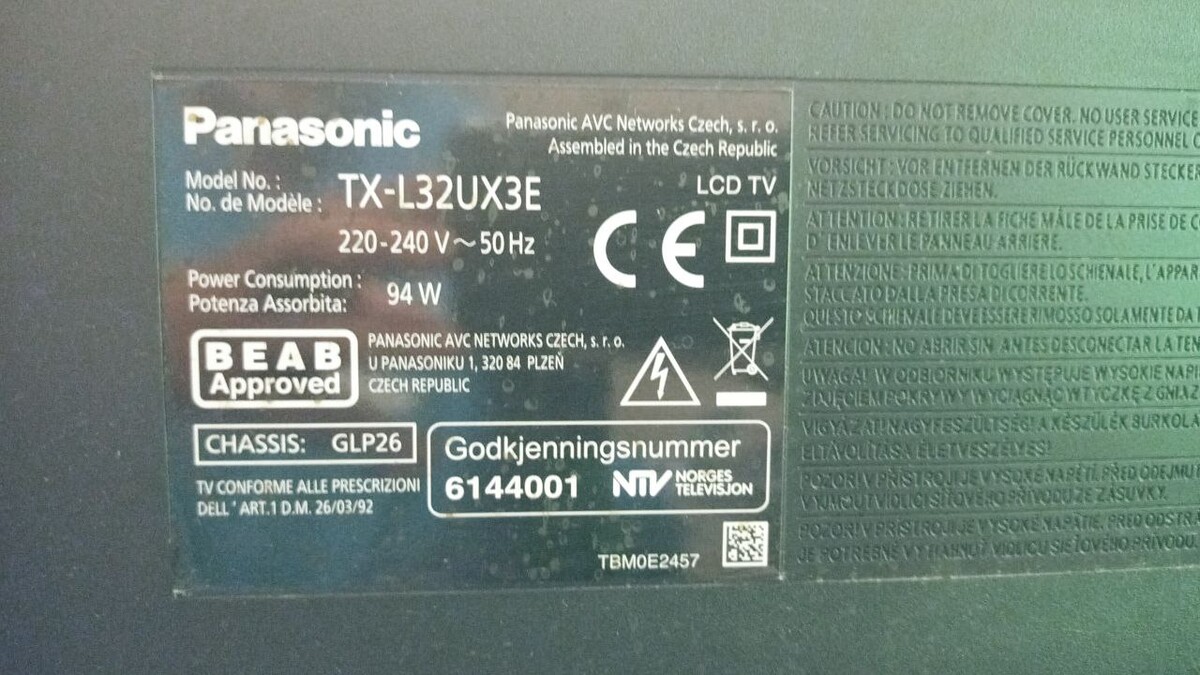 Panasonic
Panasonic AVC Networks Czech, s. r. o.
Assembled in the Czech Republic
Model No. :
No. de Modèle :
TX-L32UX3E
LCD TV
220-240 V~50Hz
CE
Power Consumption :
Potenza Assorbita:
94 W
BEAB
Approved
PANASONIC AVC NETWORKS CZECH, s. r. o.
U PANASONIKU 1, 320 84 PLZEŇ
CZECH REPUBLIC
CHASSIS: GLP26
Godkjenningsnummer
6144001
NTV NORGES
TELEVISJON
TV CONFORME ALLE PRESCRIZIONI
DELL' ART.1 D.M. 26/03/92
TBM0E2457
CAUTION : DO NOT REMOVE COVER. NO USER SERVICE
REFER SERVICING TO QUALIFIED SERVICE PERSONNEL
VORSICHT : VOR ENTFERNEN DER RÜCKWAND STECKER
NETZSTECKDOSE ZIEHEN.
ATTENTION : RETIRER LA FICHE MÂLE DE LA PRISE DE
D'ENLEVER LE PANNEAU ARRIÈRE.
ATTENZIONE : PRIMA DI TOGLIERE LO SCHIENALE, L'APPAR
STACCATO DALLA PRESA DI CORRENTE.
QUESTO SCHIENALE DEVE ESSERE RIMOSSO SOLAMENTE DA
ATENCION : NO ABRIR SIN ANTES DESCONECTAR LA TEN
UWAGA! W ODBIORNIKU WYSTĘPUJE WYSOKIE NAPI
ZDJĘCIEM POKRYWY WYCIĄGNĄĆ WTYCZKĘ Z GNIAZ
VIGYÁZAT! NAGYFESZÜLTSÉG! A KÉSZÜLÉK BURKOLA
ELTÁVOLÍTÁSA ÉLETVESZÉLYES!
POZOR! V PŘÍSTROJI JE VYSOKÉ NAPĚTÍ. PŘED ODEJMU
VYJMOUT VIDLICI SÍŤOVÉHO PŘÍVODU ZE ZÁSUVKY.
POZOR! V PRÍSTROJI JE VYSOKÉ NAPÄTIE. PRED ODSTR
JE POTREBNÉ VYTIAHNUŤ VIDLICU SIEŤOVÉHO PRÍVODU.